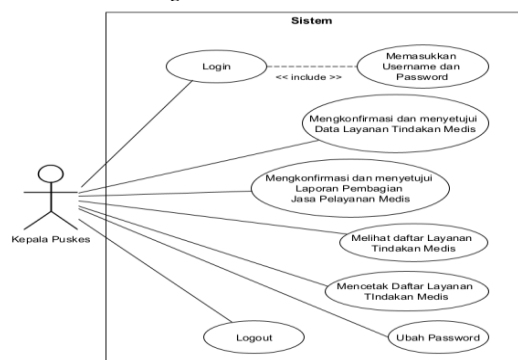 Sistem
Login
<< include >>
Memasukkan
Username dan
Password
Mengkonfirmasi dan menyetujui
Data Layanan Tindakan Medis
Mengkonfirmasi dan menyetujui
Laporan Pembagian
Jasa Pelayanan Medis
Kepala Puskes
Melihat daftar Layanan
Tindakan Medis
Mencetak Daftar Layanan
TIndakan Medis
Logout
Ubah Password